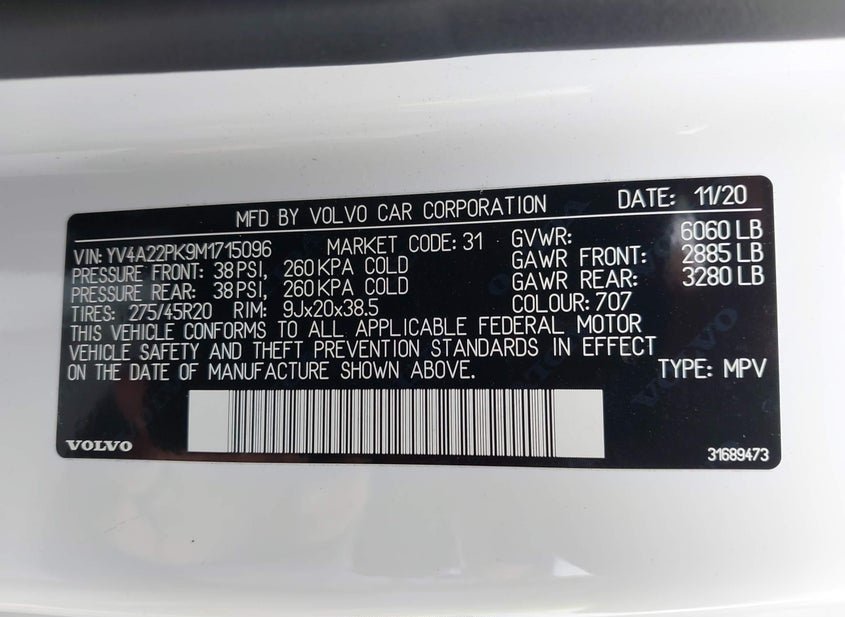 MFD BY VOLVO CAR CORPORATION DATE: 11/20
VIN: YV4A22PK9M1715096 MARKET CODE: 31 GVWR: 6060 LB
PRESSURE FRONT: 38 PSI, 260 KPA COLD GAWR FRONT: 2885 LB
PRESSURE REAR: 38 PSI, 260 KPA COLD GAWR REAR: 3280 LB
TIRES: 275/45R20 RIM: 9Jx20x38.5 COLOUR: 707
THIS VEHICLE CONFORMS TO ALL APPLICABLE FEDERAL MOTOR
VEHICLE SAFETY AND THEFT PREVENTION STANDARDS IN EFFECT
ON THE DATE OF MANUFACTURE SHOWN ABOVE. TYPE: MPV
VOLVO 31689473